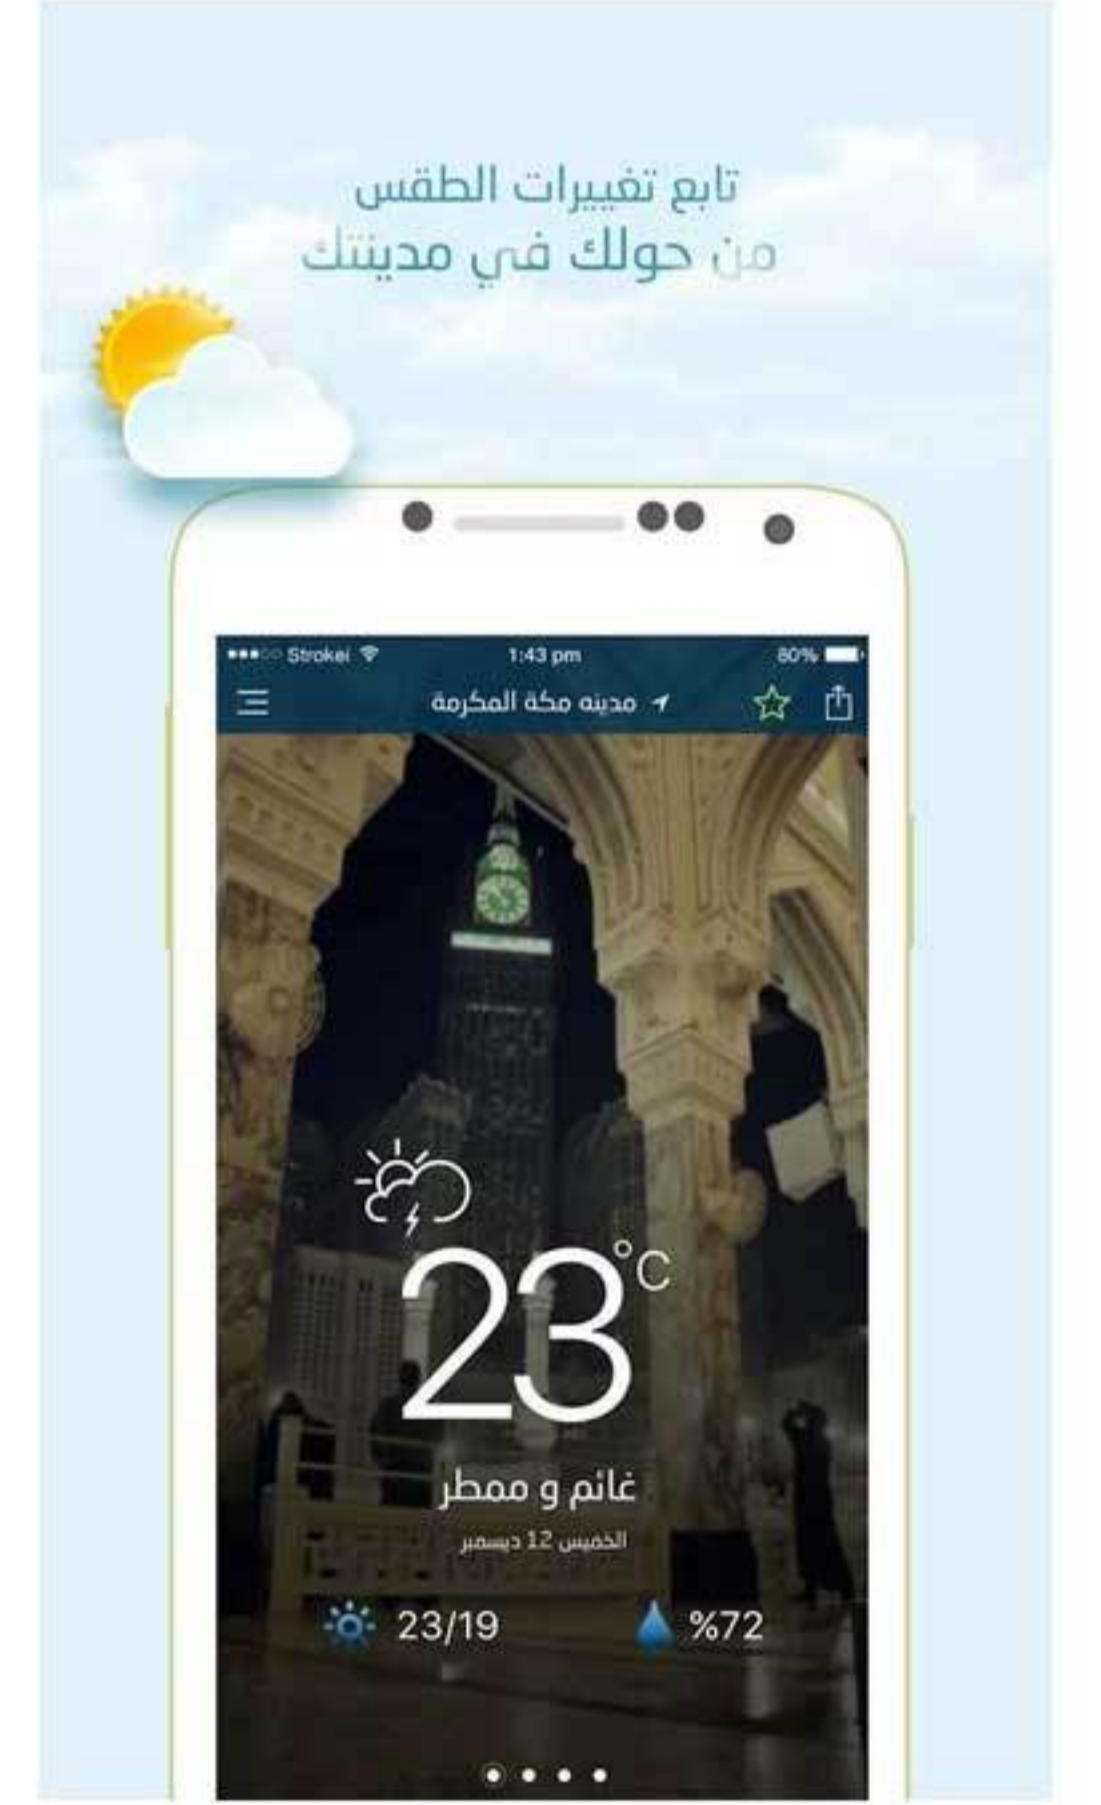 تابع تغييرات الطقس
من حولك في مدينتك
Strokei 1:43 pm 80%
مدينه مكة المكرمة
23°C
غائم و ممطر
الخميس 12 ديسمبر
23/19 %72